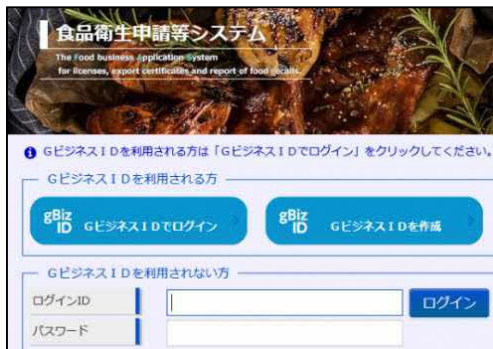 食品衛生申請等システム
The Food business Application System
for licenses, export certificates and report of food recalls.
GビジネスIDを利用される方は「GビジネスIDでログイン」をクリックしてください。
GビジネスIDを利用される方
gBiz ID GビジネスIDでログイン
gBiz ID GビジネスIDを作成
GビジネスIDを利用されない方
ログインID
ログイン
パスワード